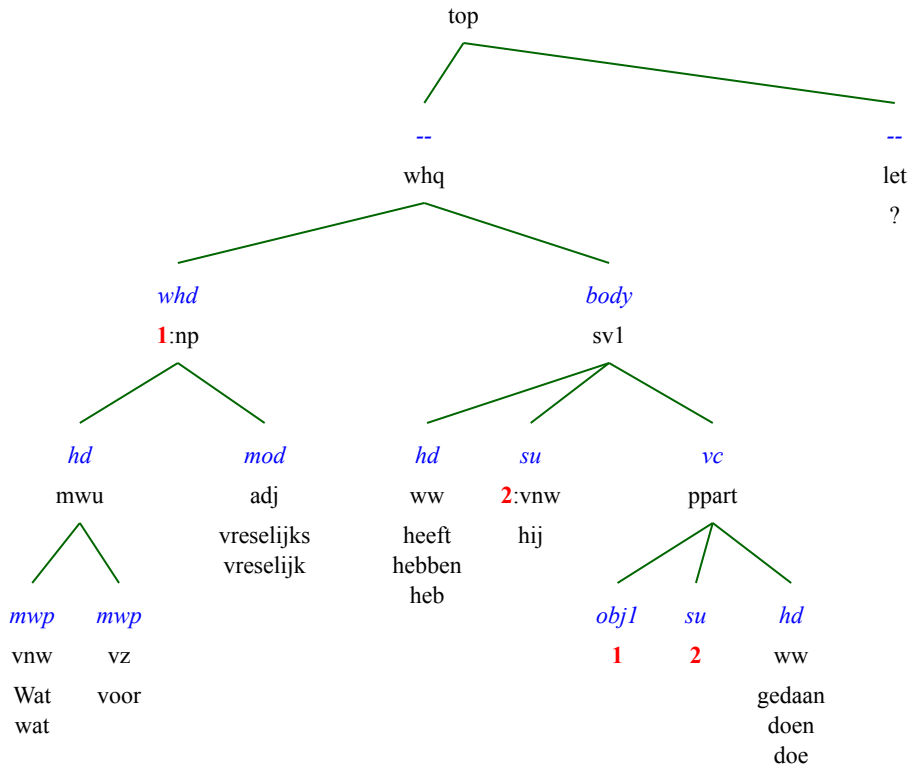 top
-- --
whq let
?
whd body
1:np sv1
hd mod hd su vc
mwu adj ww 2:vnw ppart
vreselijks heeft hij
vreselijk hebben
heb
mwp mwp obj1 su hd
vnw vz 1 2 ww
Wat voor gedaan
wat doen
doe